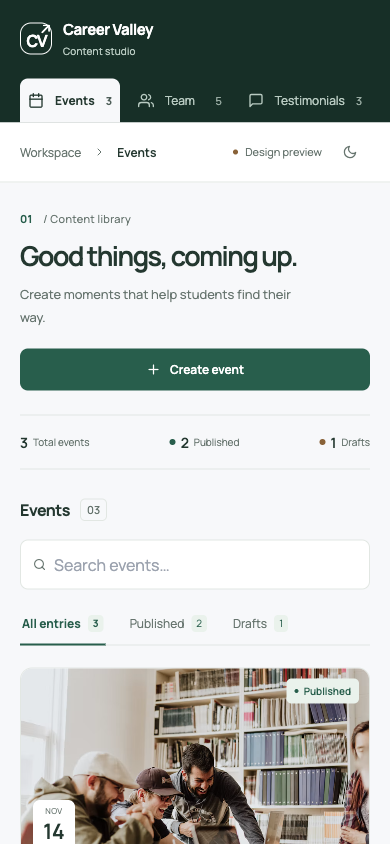 CV
Career Valley
Content studio
Events 3
Team 5
Testimonials 3
Workspace > Events
Design preview
01 / Content library
Good things, coming up.
Create moments that help students find their
way.
+ Create event
3 Total events
2 Published
1 Drafts
Events 03
Search events...
All entries 3
Published 2
Drafts 1
Published
NOV
14